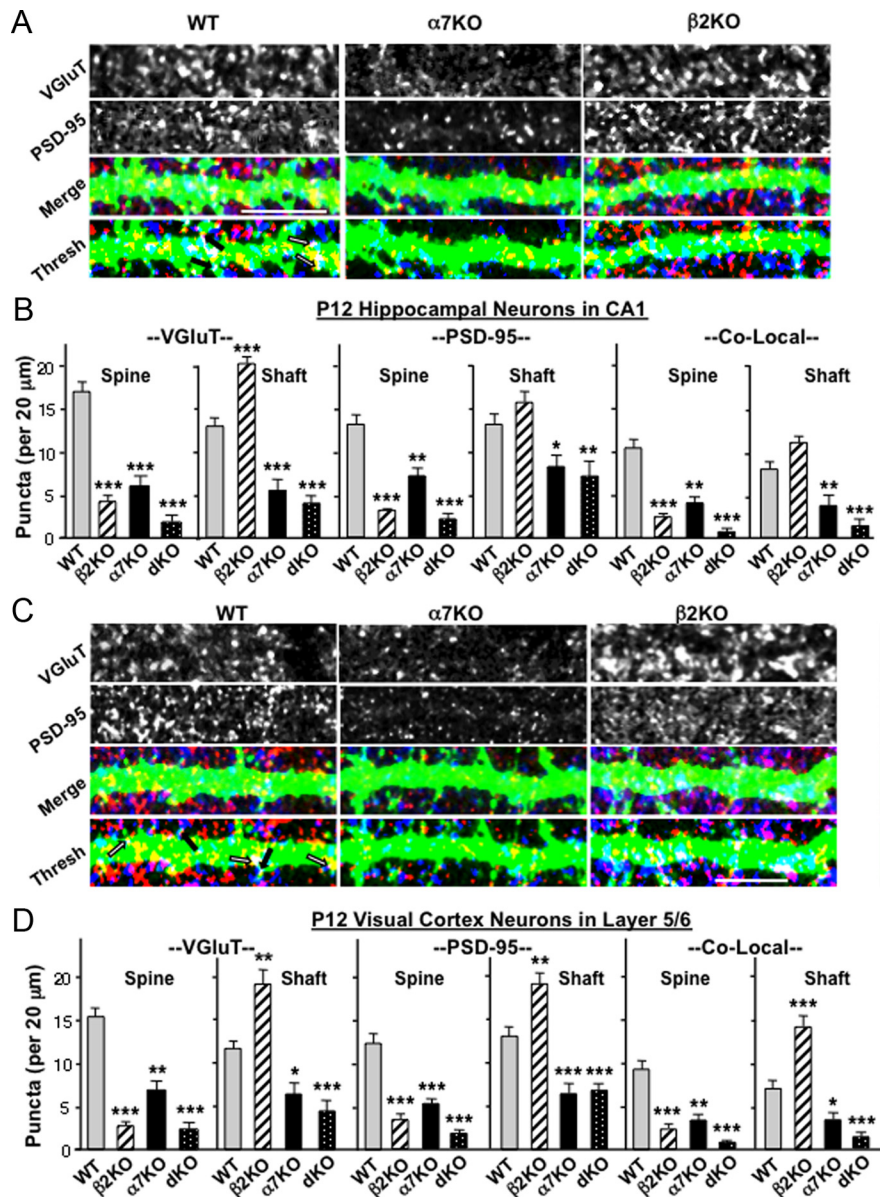 A
WT α7KO β2KO
VGluT
PSD-95
Merge
Thresh
B
P12 Hippocampal Neurons in CA1
--VGluT-- --PSD-95-- --Co-Local--
Spine Shaft Spine Shaft Spine Shaft
Puncta (per 20 μm)
20
15
10
5
0
*** *** *** *** *** *** *** ** *** * ** *** ** *** ** ***
WT β2KO α7KO dKO WT β2KO α7KO dKO WT β2KO α7KO dKO WT β2KO α7KO dKO WT β2KO α7KO dKO WT β2KO α7KO dKO
C
WT α7KO β2KO
VGluT
PSD-95
Merge
Thresh
D
P12 Visual Cortex Neurons in Layer 5/6
--VGluT-- --PSD-95-- --Co-Local--
Spine Shaft Spine Shaft Spine Shaft
Puncta (per 20 μm)
20
15
10
5
0
*** ** *** ** * *** *** *** *** ** *** *** *** ** *** *** * ***
WT β2KO α7KO dKO WT β2KO α7KO dKO WT β2KO α7KO dKO WT β2KO α7KO dKO WT β2KO α7KO dKO WT β2KO α7KO dKO